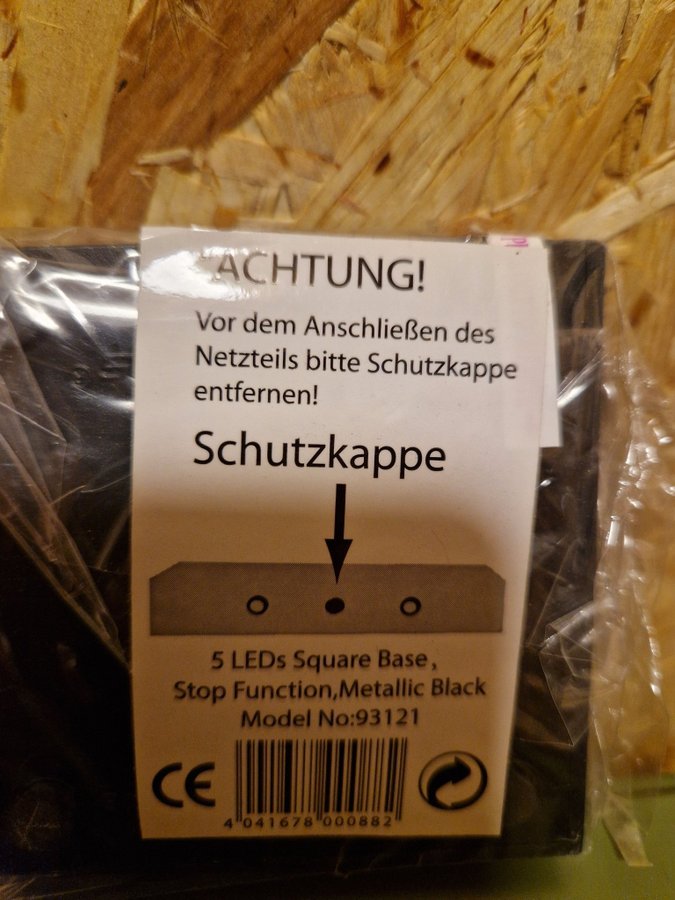 ACHTUNG!
Vor dem Anschließen des
Netzteils bitte Schutzkappe
entfernen!
Schutzkappe
5 LEDs Square Base,
Stop Function,Metallic Black
Model No:93121
CE
4 041678 000882